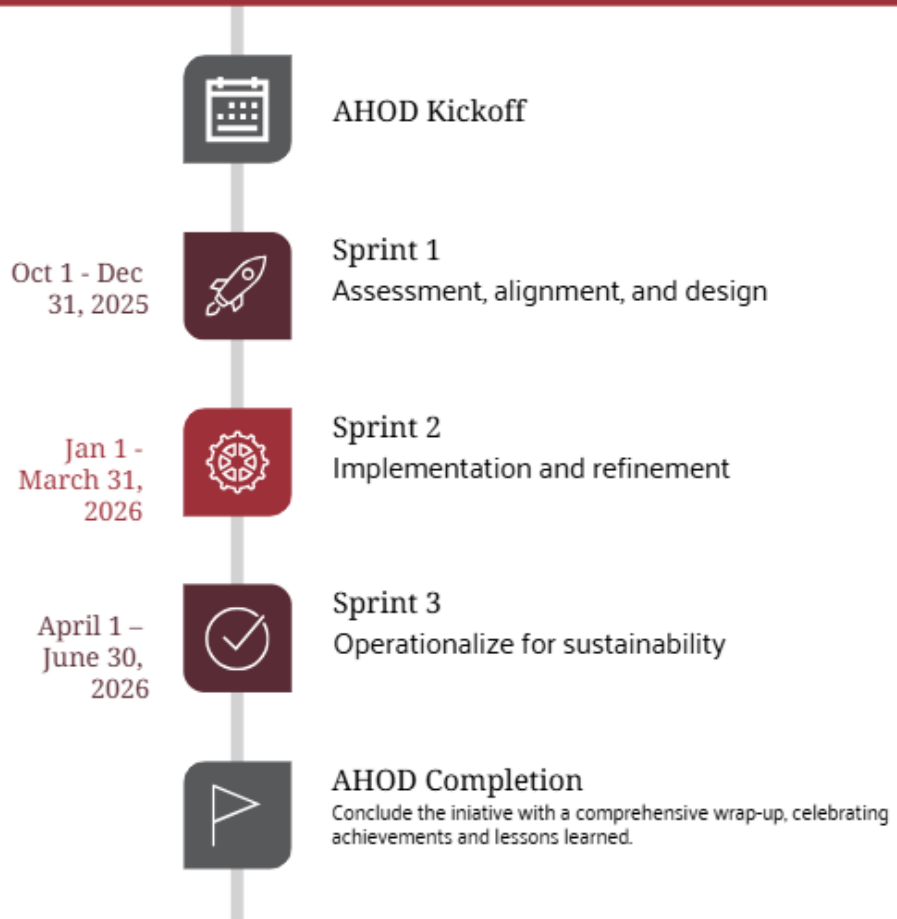 AHOD Kickoff
Oct 1 - Dec
31, 2025
Sprint 1
Assessment, alignment, and design
Jan 1 -
March 31,
2026
Sprint 2
Implementation and refinement
April 1 –
June 30,
2026
Sprint 3
Operationalize for sustainability
AHOD Completion
Conclude the iniative with a comprehensive wrap-up, celebrating
achievements and lessons learned.